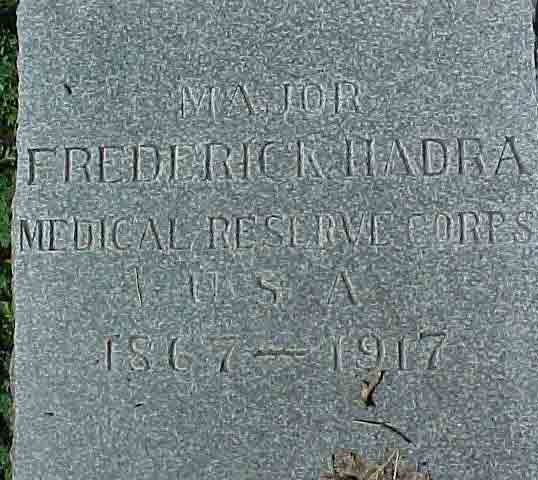 MAJOR
FREDERICK HADRA
MEDICAL RESERVE CORPS
U S A
1867 — 1917